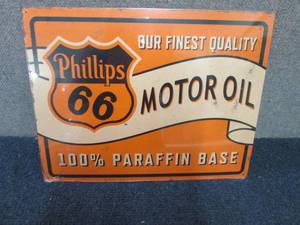 OUR FINEST QUALITY
Phillips
66
MOTOR OIL
100% PARAFFIN BASE